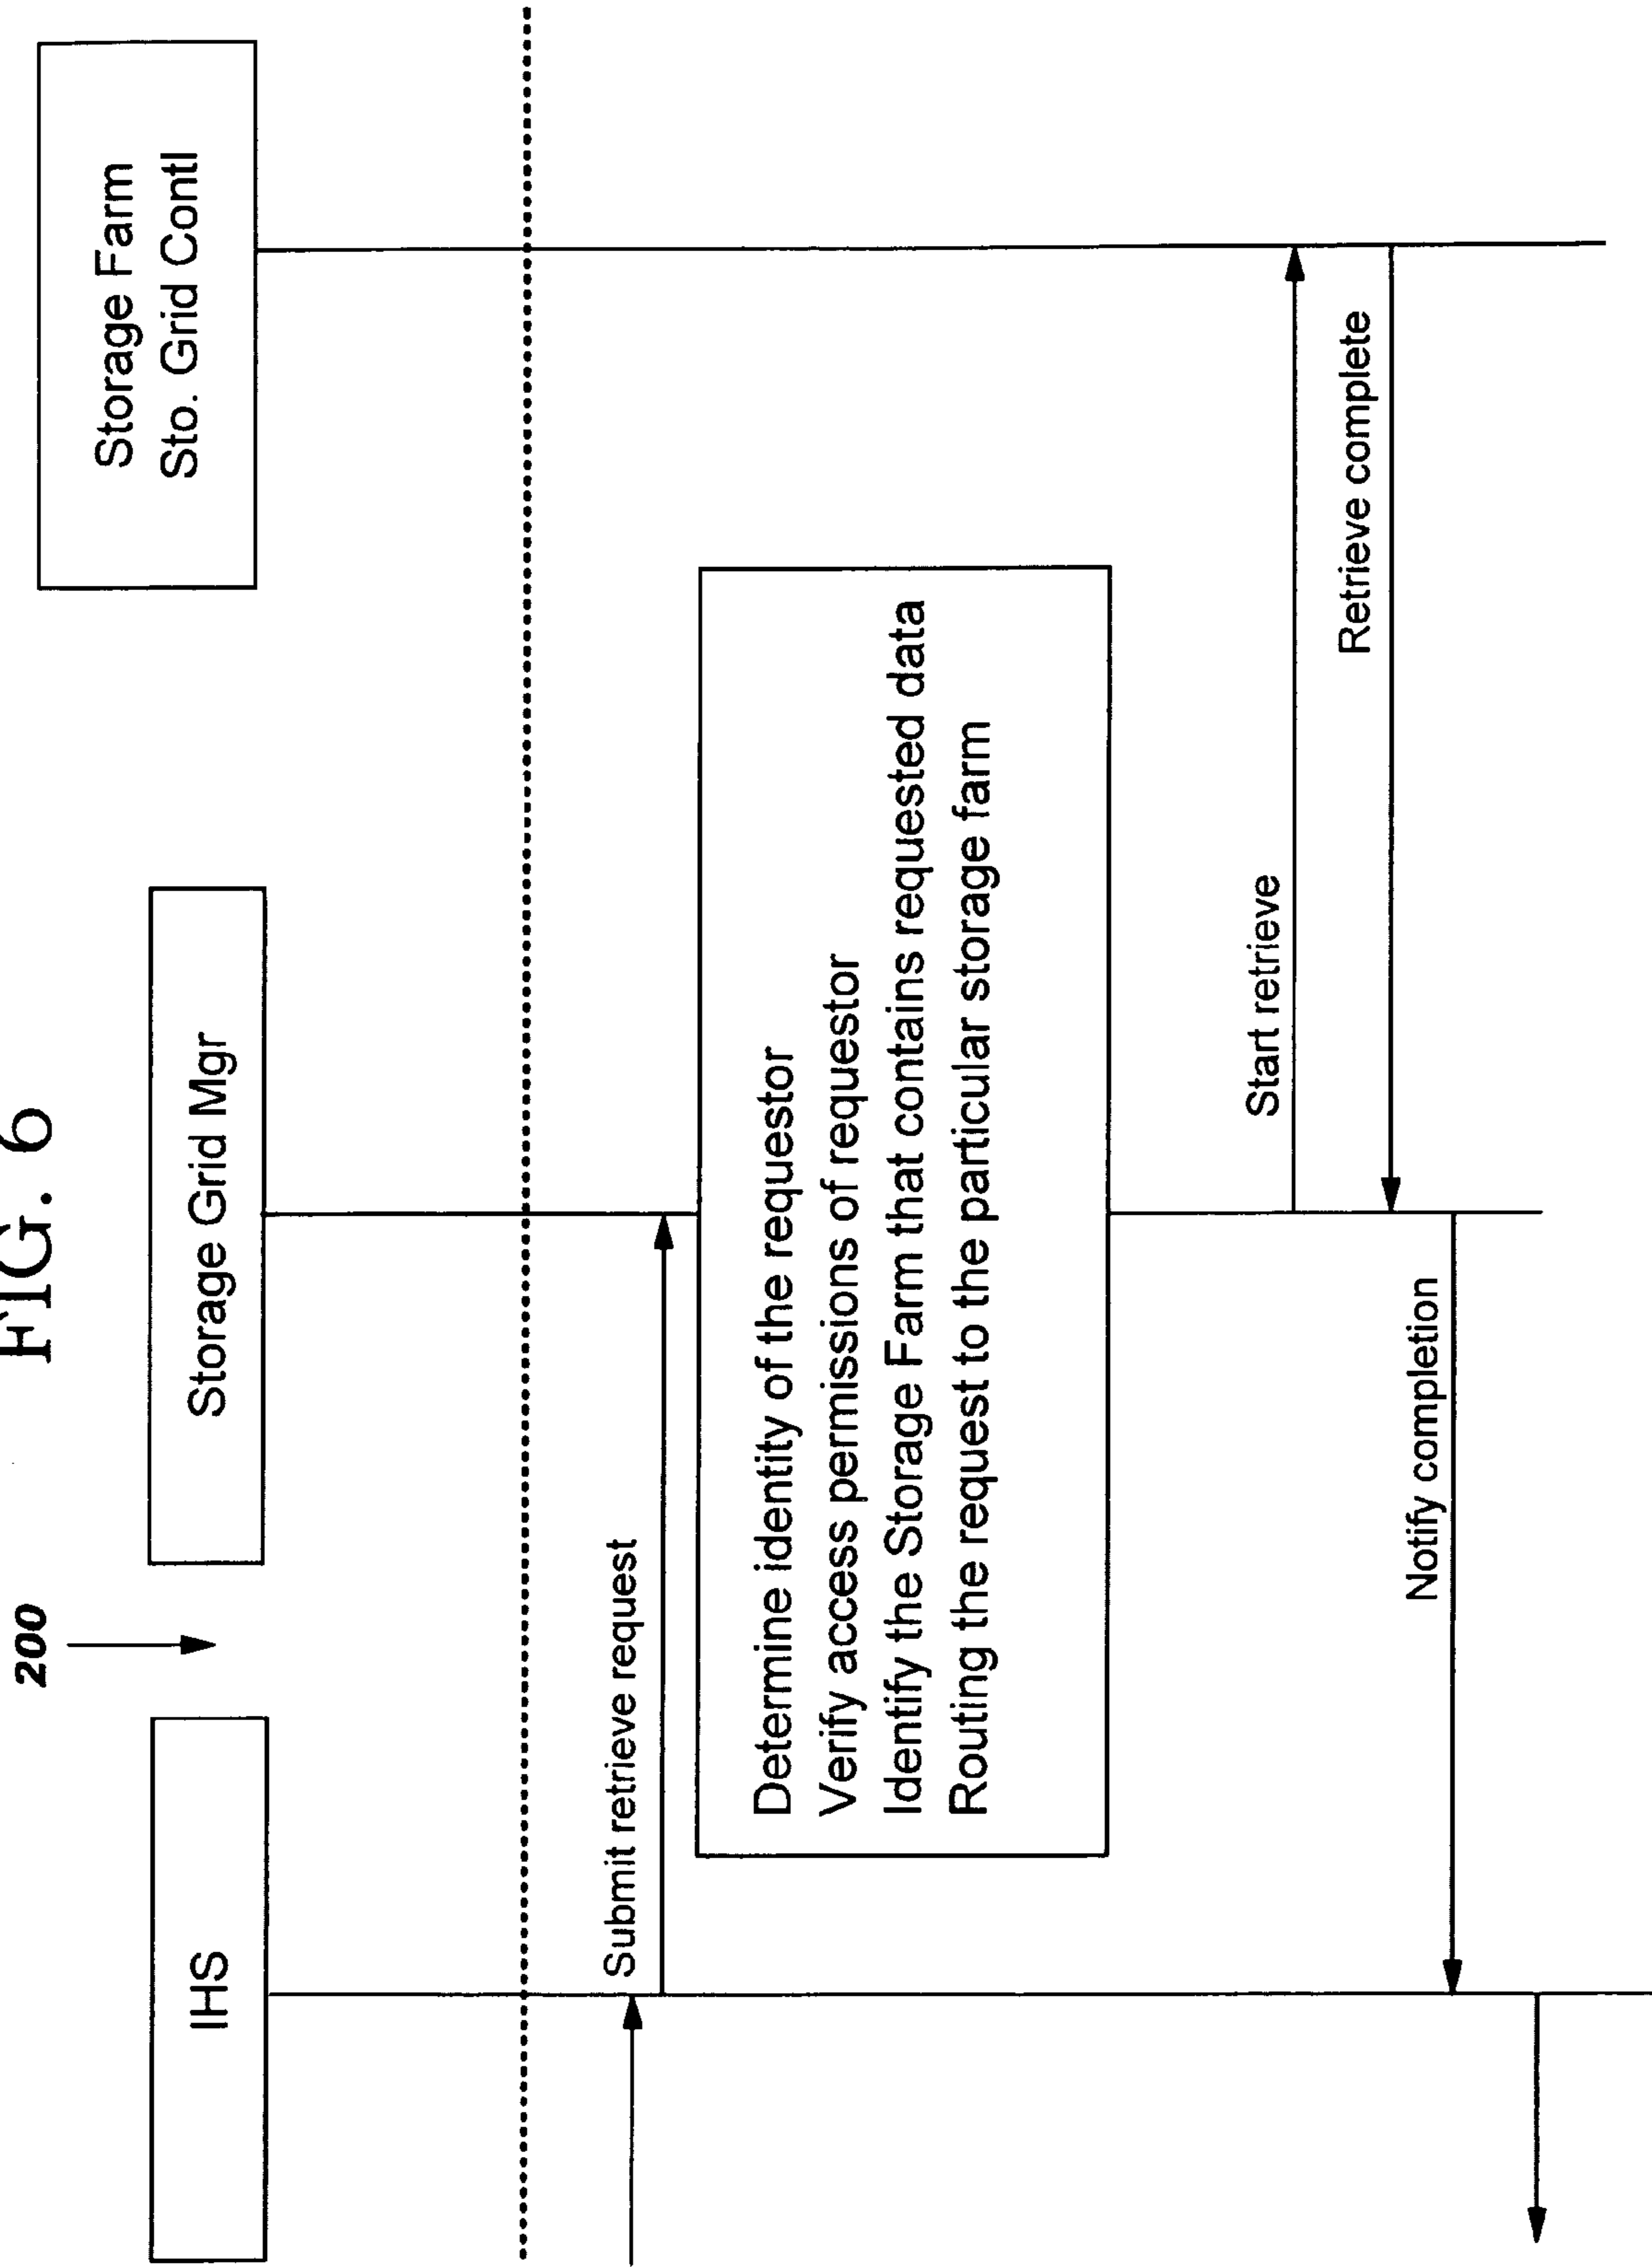 FIG. 6
200
IHS
Storage Grid Mgr
Storage Farm
Sto. Grid Contl
Submit retrieve request
Determine identity of the requestor
Verify access permissions of requestor
Identify the Storage Farm that contains requested data
Routing the request to the particular storage farm
Start retrieve
Retrieve complete
Notify completion